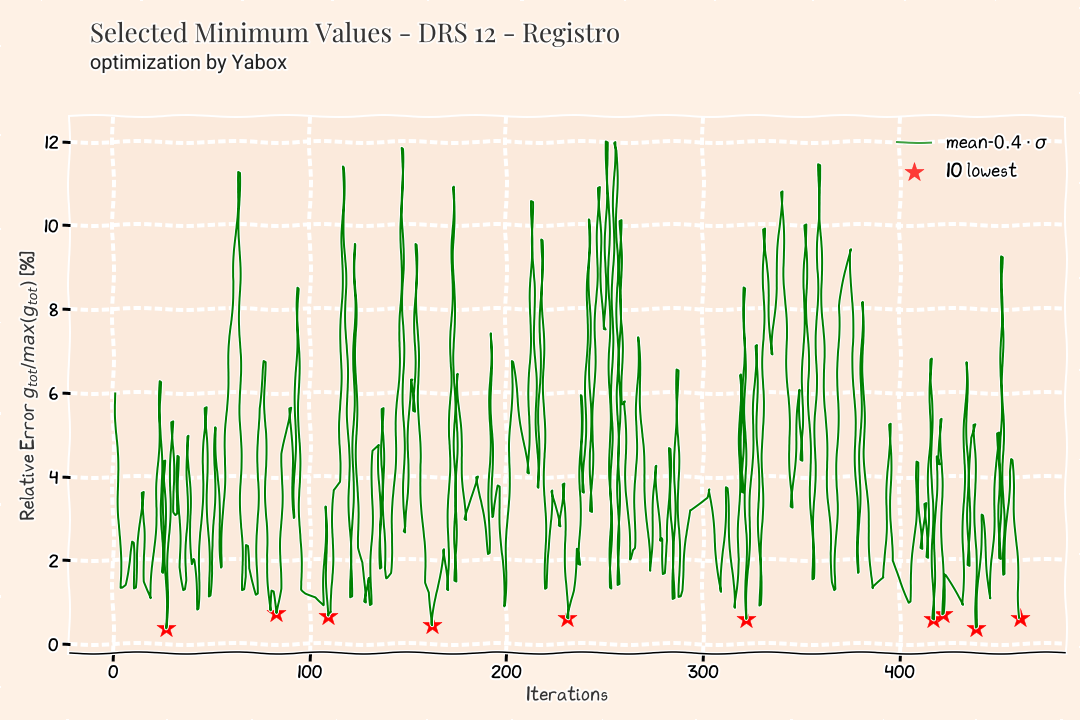 Selected Minimum Values - DRS 12 - Registro
optimization by Yabox
12
10
8
6
4
2
0
Relative Error g_tot/max(g_tot) [%]
mean-0.4 · σ
10 lowest
0 100 200 300 400
Iterations